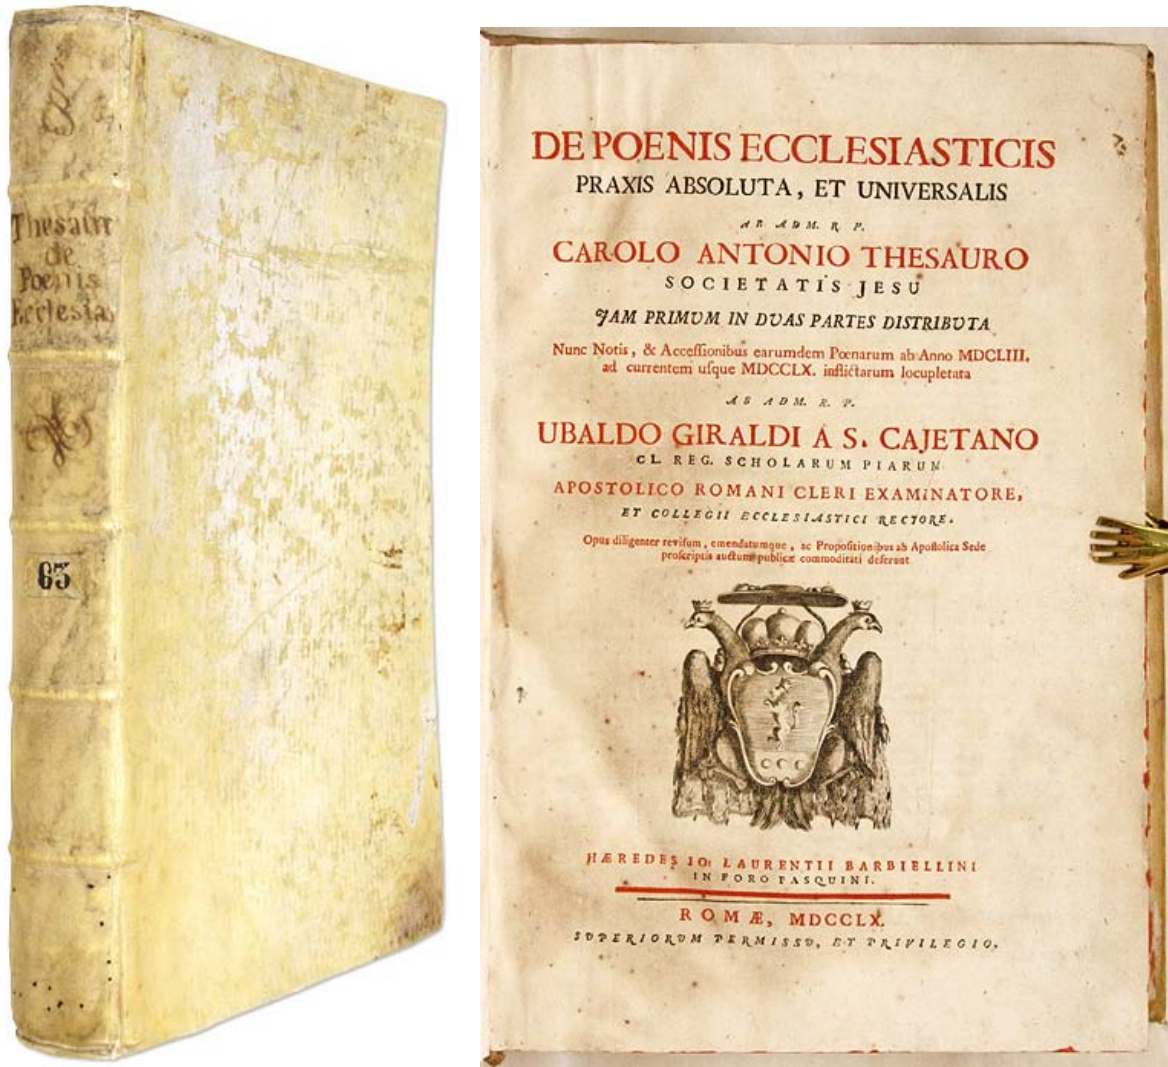 Thesaur
de
Poenis
Ecclesia
63
DE POENIS ECCLESIASTICIS
PRAXIS ABSOLUTA, ET UNIVERSALIS
AB ADM. R. P.
CAROLO ANTONIO THESAURO
SOCIETATIS JESU
JAM PRIMUM IN DUAS PARTES DISTRIBUTA
Nunc Notis, & Accessionibus earumdem Pœnarum ab Anno MDCLIII.
ad currentem usque MDCCLX. inflictarum locupletata
AB ADM. R. P.
UBALDO GIRALDI A S. CAJETANO
CL. REG. SCHOLARUM PIARUM
APOSTOLICO ROMANI CLERI EXAMINATORE,
ET COLLEGII ECCLESIASTICI RECTORE.
Opus diligenter revisum, emendatumque, ac Propositionibus ab Apostolica Sede
proscriptis auctum publicæ commoditati deferunt
HÆREDES IO: LAURENTII BARBIELLINI
IN FORO PASQUINI.
ROMÆ, MDCCLX.
SUPERIORUM PERMISSU, ET PRIVILEGIO.